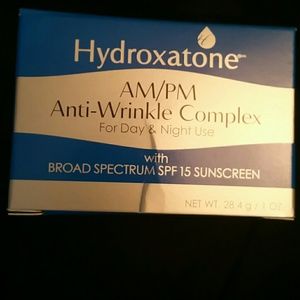 Hydroxatone
AM/PM
Anti-Wrinkle Complex
For Day & Night Use
with
BROAD SPECTRUM SPF 15 SUNSCREEN
NET WT. 28.4 g / 1 OZ